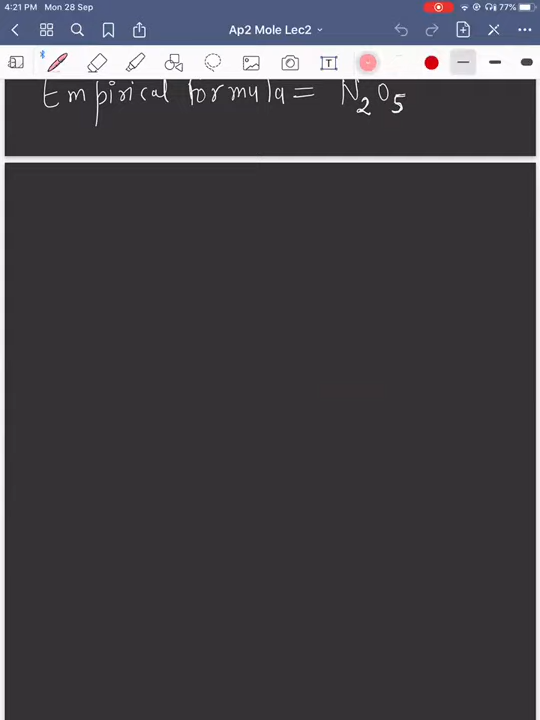 4:21 PM Mon 28 Sep
77%
Ap2 Mole Lec2
T
Empirical formula = N₂O₅